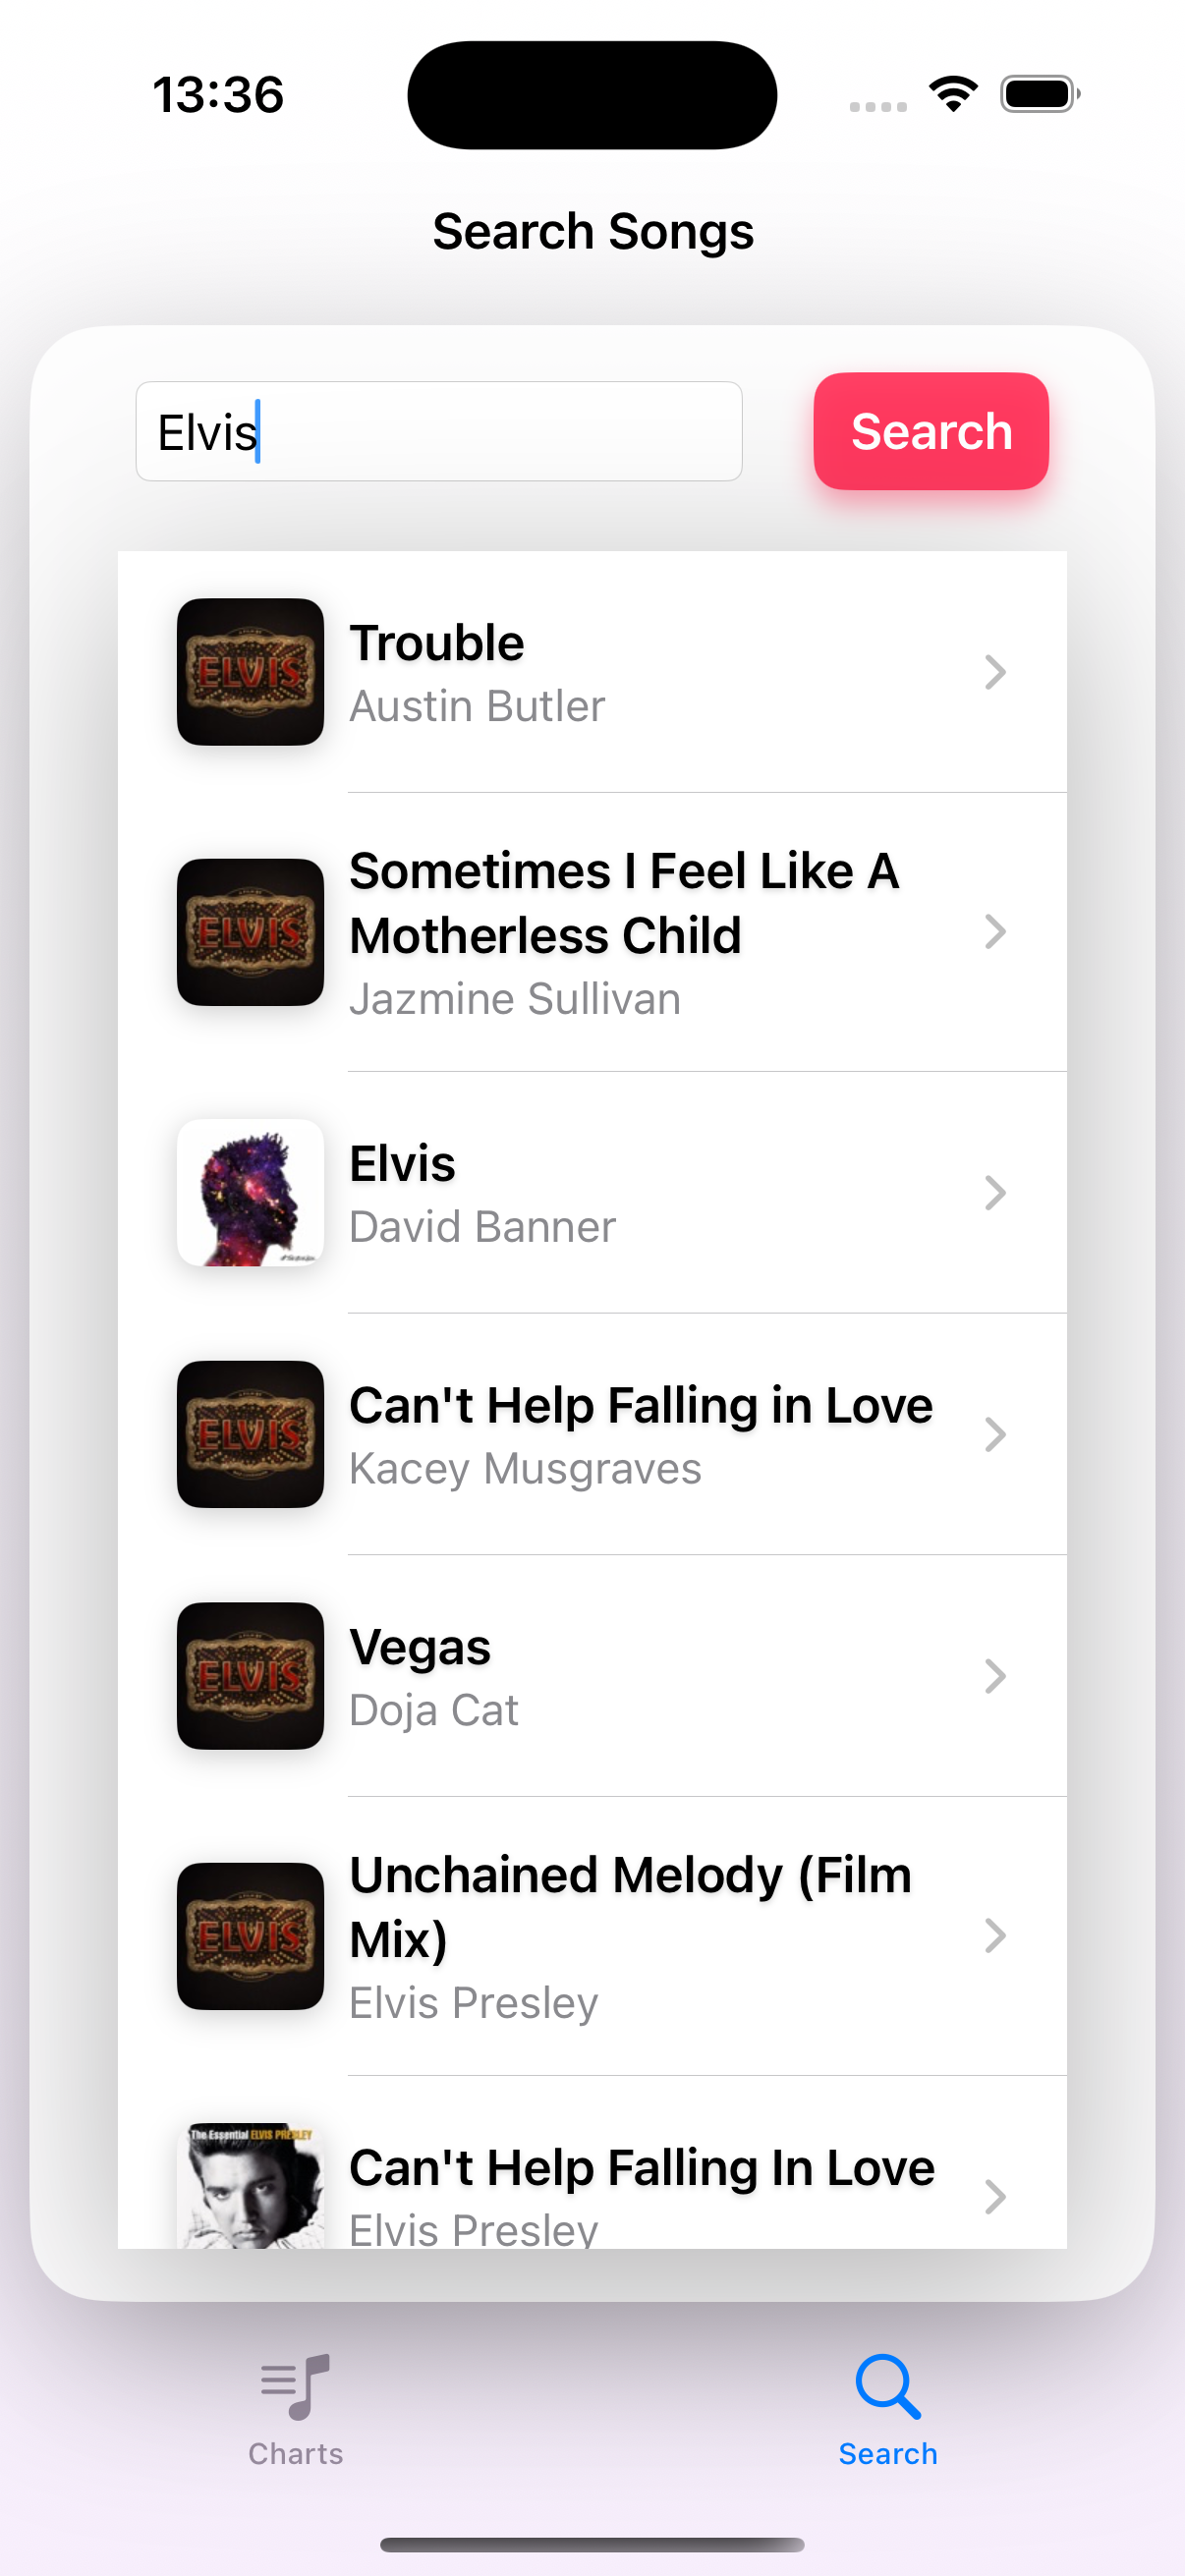 13:36
Search Songs
Elvis
Search
ELVIS
Trouble
Austin Butler
ELVIS
Sometimes I Feel Like A
Motherless Child
Jazmine Sullivan
Elvis
David Banner
ELVIS
Can't Help Falling in Love
Kacey Musgraves
ELVIS
Vegas
Doja Cat
ELVIS
Unchained Melody (Film
Mix)
Elvis Presley
The Essential ELVIS PRESLEY
Can't Help Falling In Love
Elvis Presley
Charts
Search